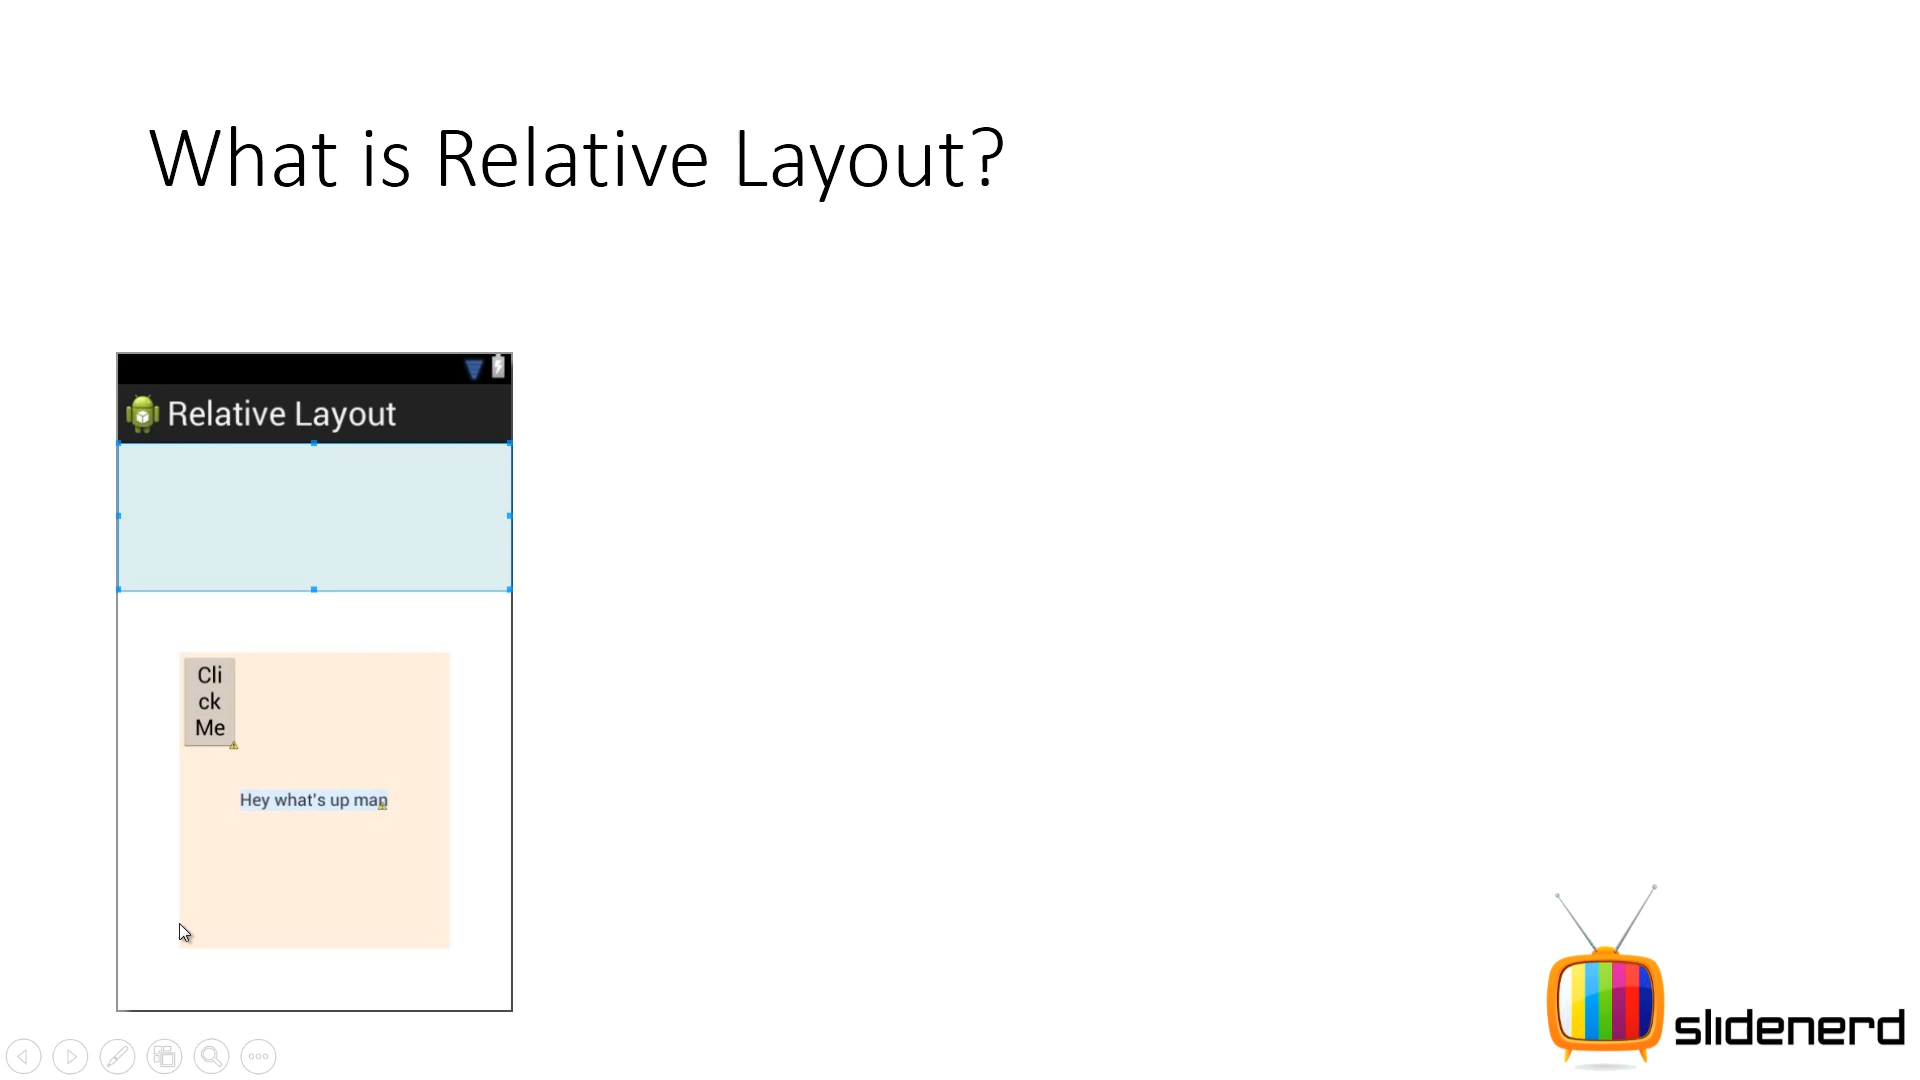 What is Relative Layout?
Relative Layout
Cli
ck
Me
Hey what's up man
slidenerd